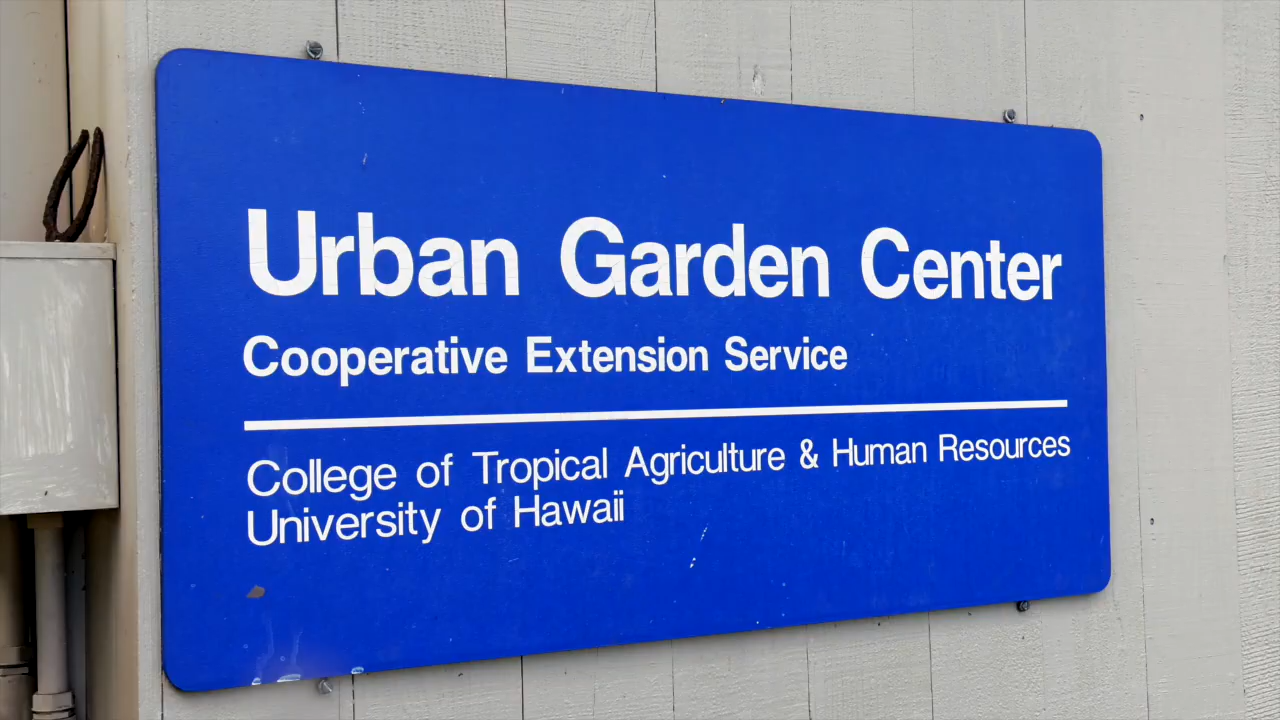 Urban Garden Center
Cooperative Extension Service
College of Tropical Agriculture & Human Resources
University of Hawaii